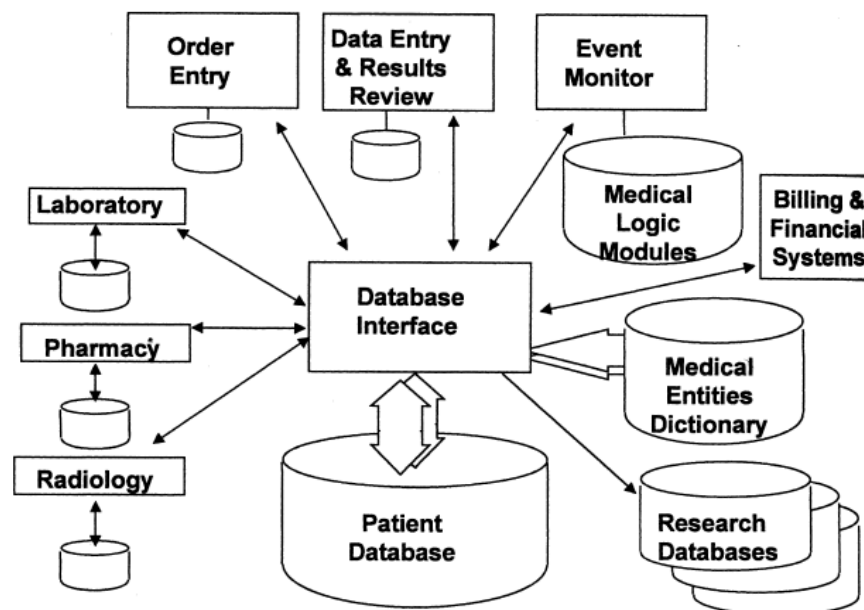 Order
Entry
Data Entry
& Results
Review
Event
Monitor
Medical
Logic
Modules
Billing &
Financial
Systems
Laboratory
Database
Interface
Pharmacy
Medical
Entities
Dictionary
Radiology
Patient
Database
Research
Databases